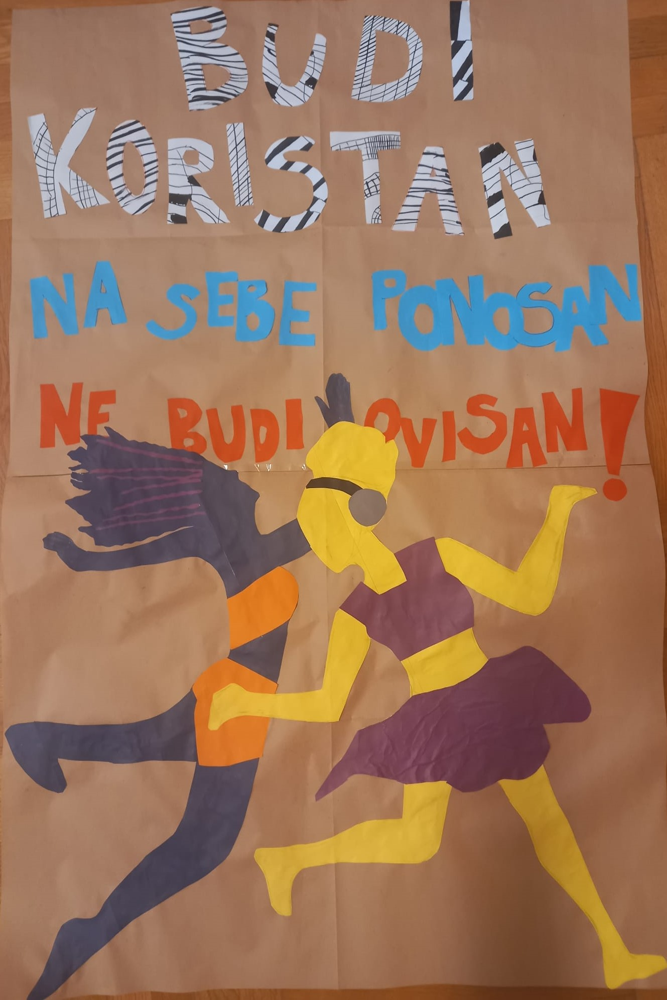 BUDI
KORISTAN
NA SEBE PONOSAN
NE BUDI OVISAN!